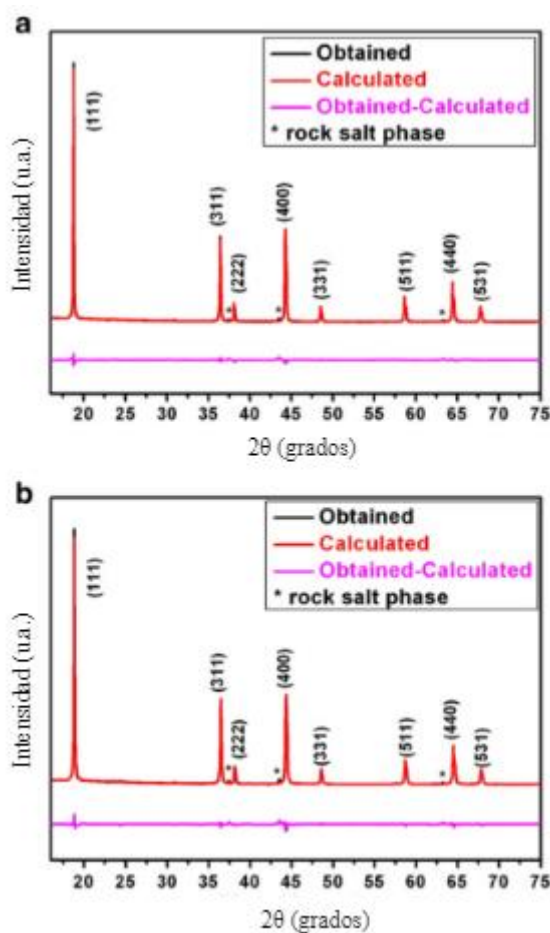 a
Obtained
Calculated
Obtained-Calculated
* rock salt phase
(111)
(311)
*
(222)
*
(400)
(331)
(511)
*
(440)
(531)
Intensidad (u.a.)
20 25 30 35 40 45 50 55 60 65 70 75
2θ (grados)
b
Obtained
Calculated
Obtained-Calculated
* rock salt phase
(111)
(311)
*
(222)
*
(400)
(331)
(511)
*
(440)
(531)
Intensidad (u.a.)
20 25 30 35 40 45 50 55 60 65 70 75
2θ (grados)